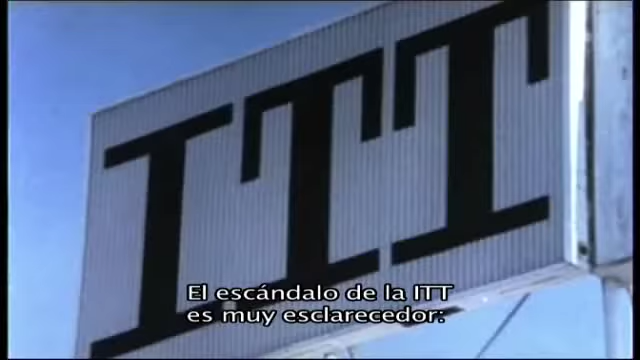 ITT
El escándalo de la ITT
es muy esclarecedor: